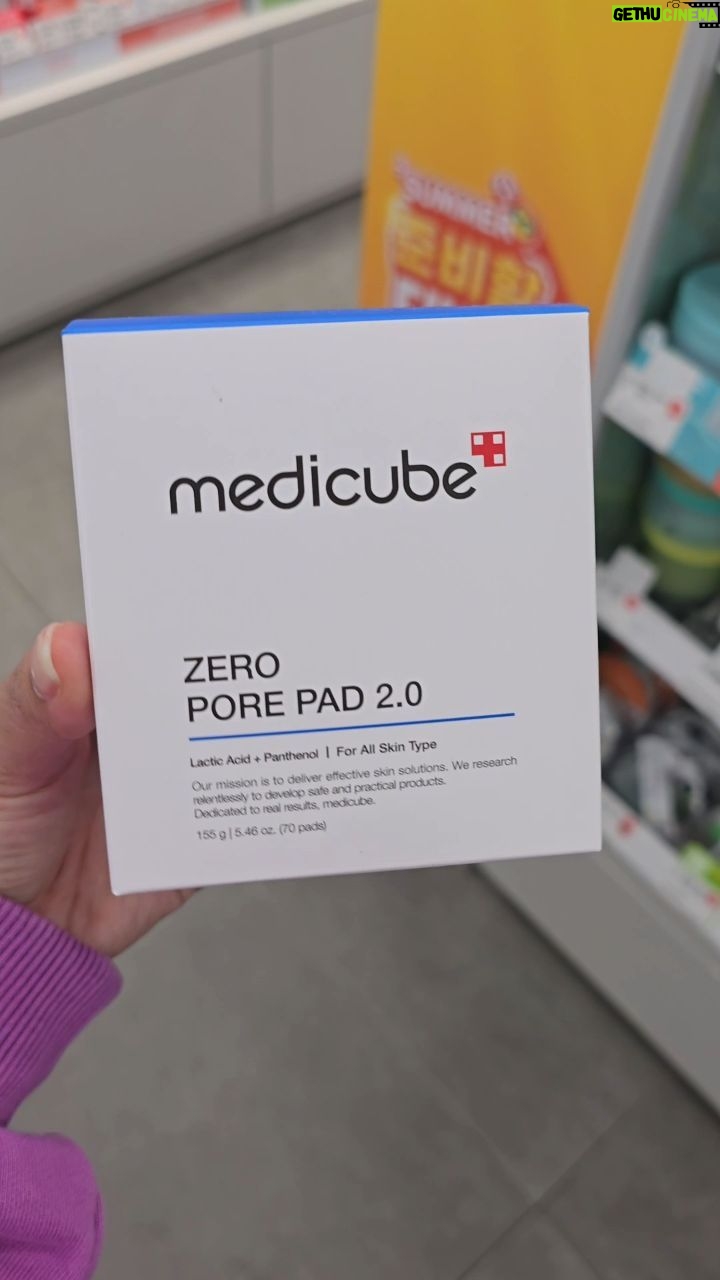 GETHU CINEMA
SUMMER
준비
medicube
ZERO
PORE PAD 2.0
Lactic Acid + Panthenol | For All Skin Type
Our mission is to deliver effective skin solutions. We research
relentlessly to develop safe and practical products.
Dedicated to real results, medicube.
155 g | 5.46 oz. (70 pads)